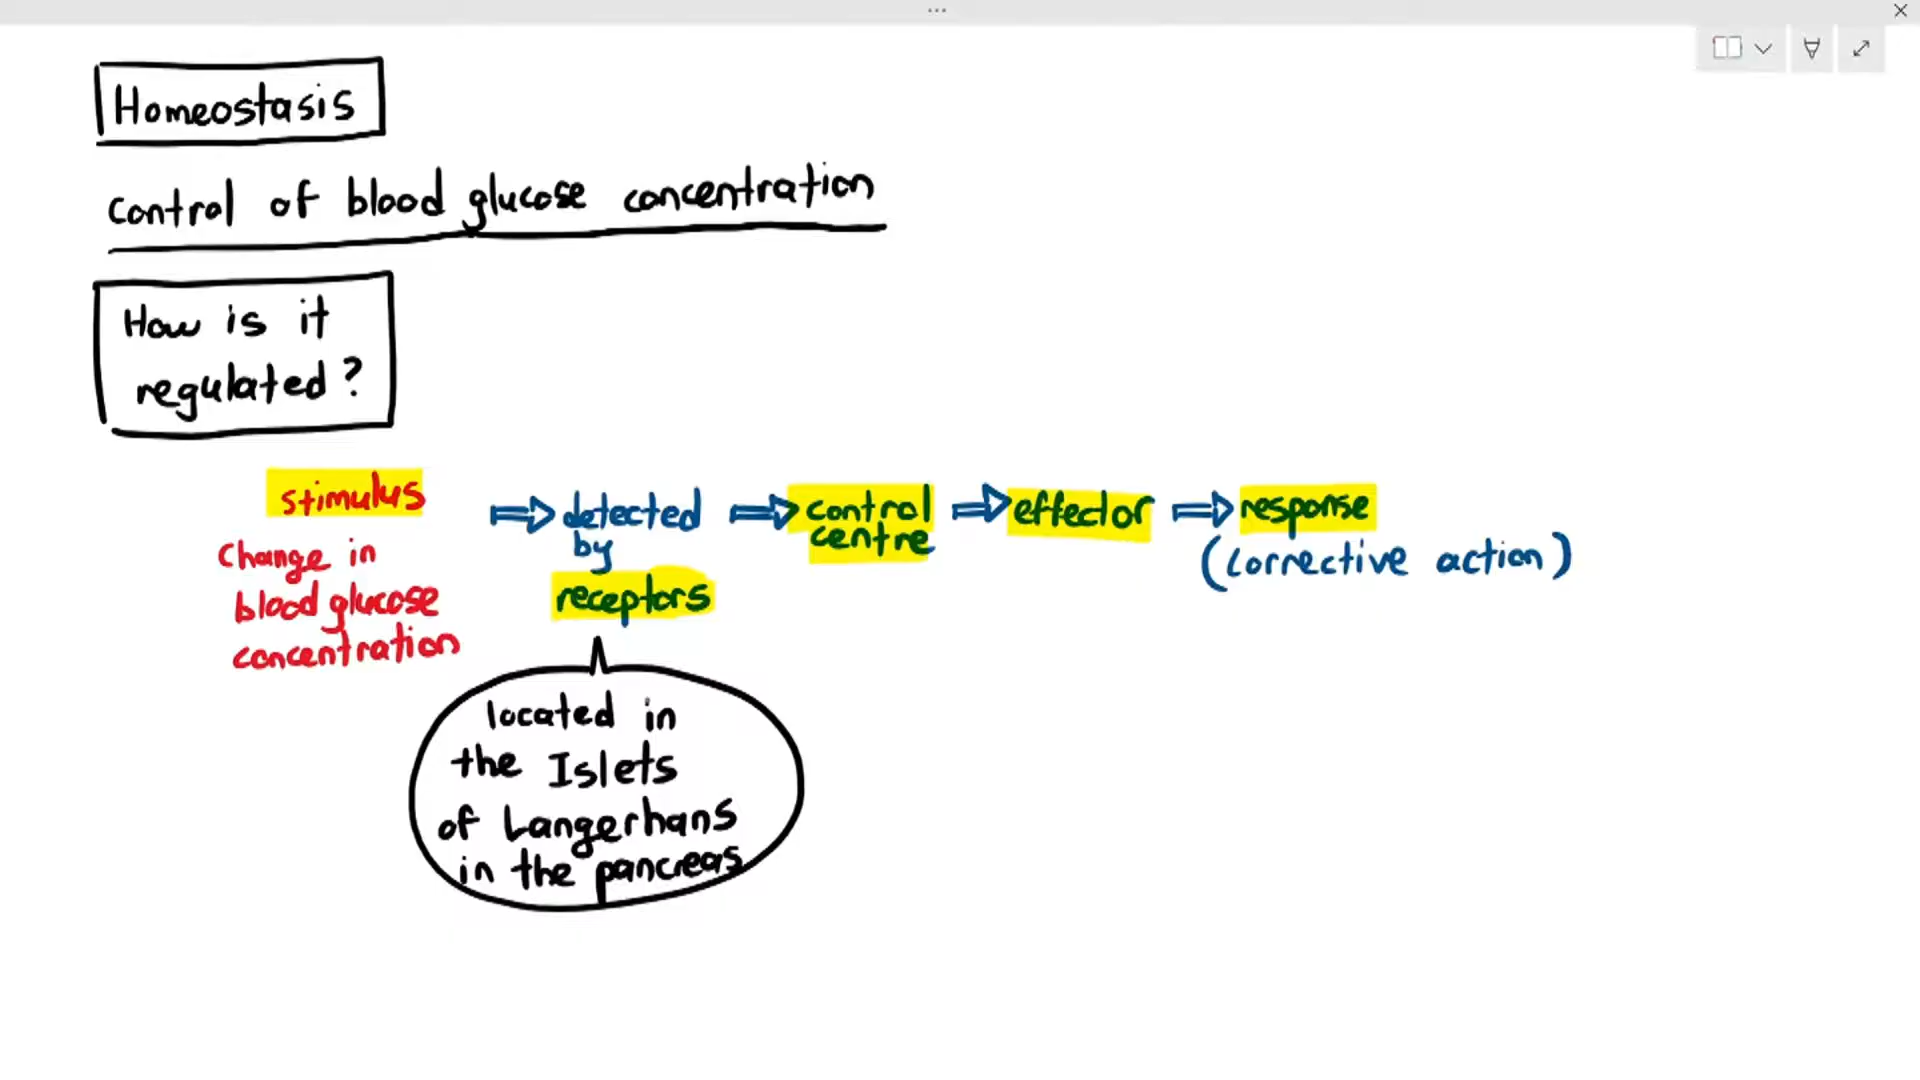 Homeostasis
control of blood glucose concentration
How is it
regulated?
stimulus
change in
blood glucose
concentration
⇒ detected
by
receptors
⇒ control
centre
⇒ effector
⇒ response
(corrective action)
located in
the Islets
of Langerhans
in the pancreas